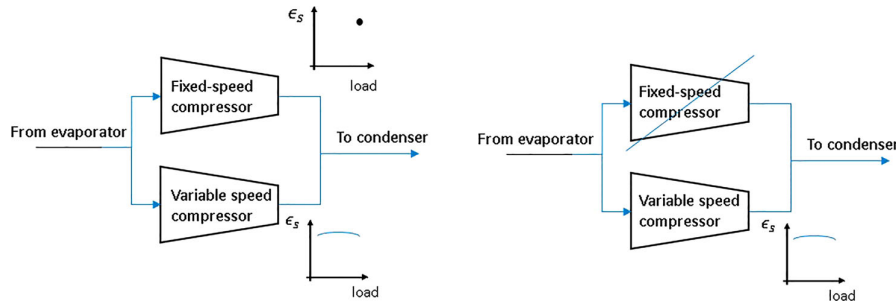 ϵₛ
load
Fixed-speed
compressor
From evaporator
To condenser
Variable speed
compressor
ϵₛ
load
Fixed-speed
compressor
From evaporator
To condenser
Variable speed
compressor
ϵₛ
load